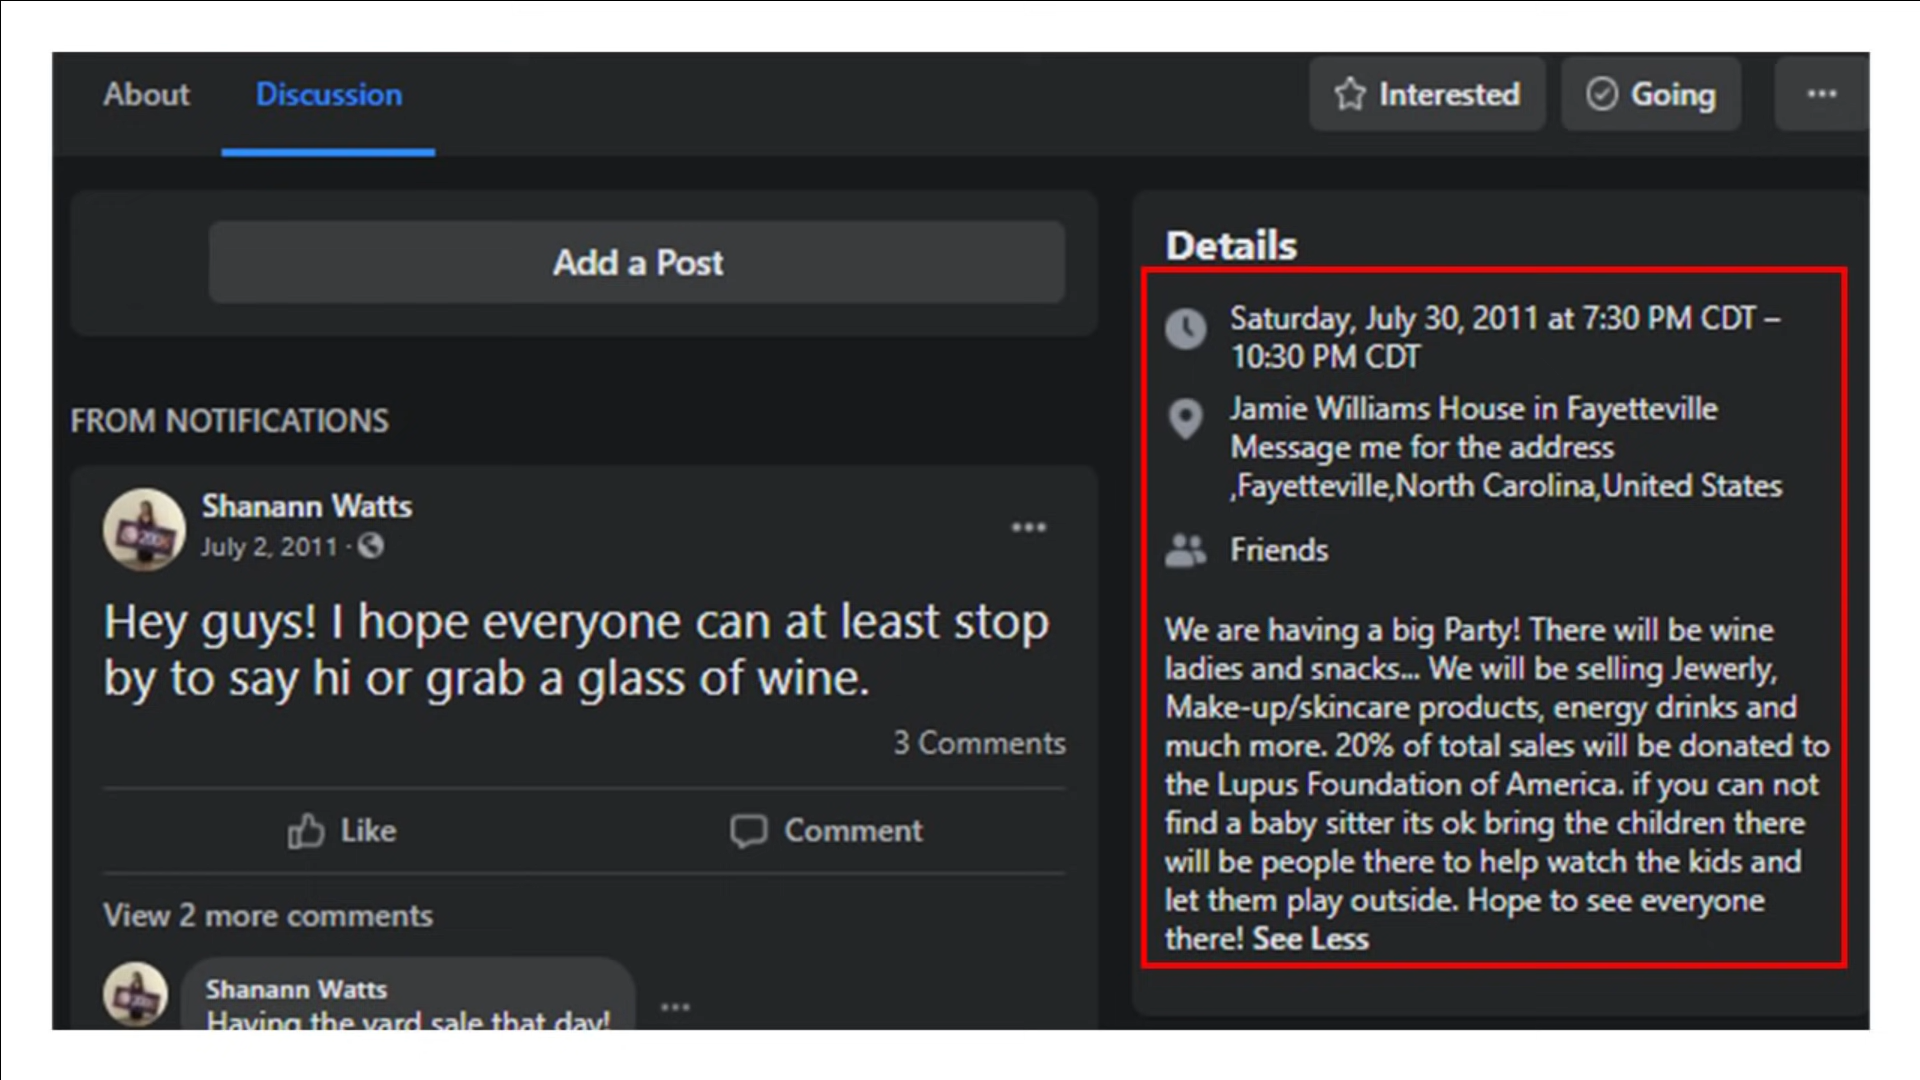 About
Discussion
Interested
Going
Add a Post
FROM NOTIFICATIONS
Shanann Watts
July 2, 2011 ·
Hey guys! I hope everyone can at least stop
by to say hi or grab a glass of wine.
3 Comments
Like
Comment
View 2 more comments
Shanann Watts
Having the yard sale that day!
Details
Saturday, July 30, 2011 at 7:30 PM CDT –
10:30 PM CDT
Jamie Williams House in Fayetteville
Message me for the address
,Fayetteville,North Carolina,United States
Friends
We are having a big Party! There will be wine
ladies and snacks... We will be selling Jewerly,
Make-up/skincare products, energy drinks and
much more. 20% of total sales will be donated to
the Lupus Foundation of America. if you can not
find a baby sitter its ok bring the children there
will be people there to help watch the kids and
let them play outside. Hope to see everyone
there! See Less